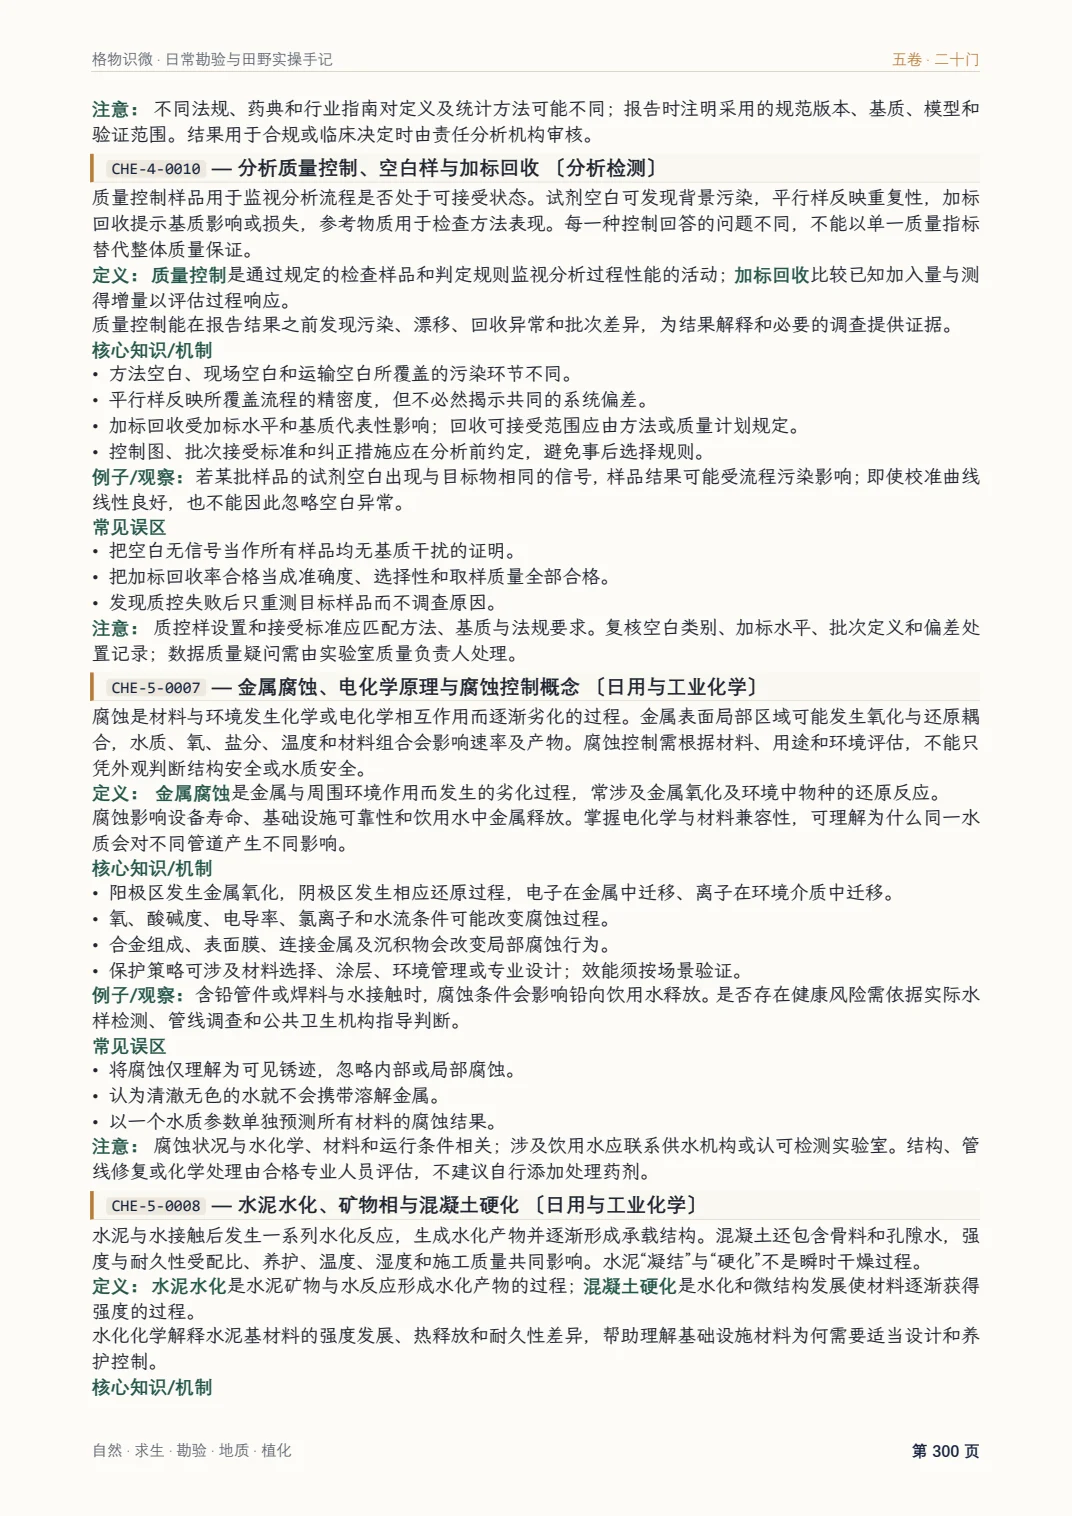 格物识微 · 日常勘验与田野实操手记
五卷 · 二十门
注意： 不同法规、药典和行业指南对定义及统计方法可能不同；报告时注明采用的规范版本、基质、模型和
验证范围。结果用于合规或临床决定时由责任分析机构审核。
CHE-4-0010 — 分析质量控制、空白样与加标回收 〔分析检测〕
质量控制样品用于监视分析流程是否处于可接受状态。试剂空白可发现背景污染，平行样反映重复性，加标
回收提示基质影响或损失，参考物质用于检查方法表现。每一种控制回答的问题不同，不能以单一质量指标
替代整体质量保证。
定义：质量控制是通过规定的检查样品和判定规则监视分析过程性能的活动；加标回收比较已知加入量与测
得增量以评估过程响应。
质量控制能在报告结果之前发现污染、漂移、回收异常和批次差异，为结果解释和必要的调查提供证据。
核心知识/机制
• 方法空白、现场空白和运输空白所覆盖的污染环节不同。
• 平行样反映所覆盖流程的精密度，但不必然揭示共同的系统偏差。
• 加标回收受加标水平和基质代表性影响；回收可接受范围应由方法或质量计划规定。
• 控制图、批次接受标准和纠正措施应在分析前约定，避免事后选择规则。
例子/观察：若某批样品的试剂空白出现与目标物相同的信号，样品结果可能受流程污染影响；即使校准曲线
线性良好，也不能因此忽略空白异常。
常见误区
• 把空白无信号当作所有样品均无基质干扰的证明。
• 把加标回收率合格当成准确度、选择性和取样质量全部合格。
• 发现质控失败后只重测目标样品而不调查原因。
注意： 质控样设置和接受标准应匹配方法、基质与法规要求。复核空白类别、加标水平、批次定义和偏差处
置记录；数据质量疑问需由实验室质量负责人处理。
CHE-5-0007 — 金属腐蚀、电化学原理与腐蚀控制概念 〔日用与工业化学〕
腐蚀是材料与环境发生化学或电化学相互作用而逐渐劣化的过程。金属表面局部区域可能发生氧化与还原耦
合，水质、氧、盐分、温度和材料组合会影响速率及产物。腐蚀控制需根据材料、用途和环境评估，不能只
凭外观判断结构安全或水质安全。
定义： 金属腐蚀是金属与周围环境作用而发生的劣化过程，常涉及金属氧化及环境中物种的还原反应。
腐蚀影响设备寿命、基础设施可靠性和饮用水中金属释放。掌握电化学与材料兼容性，可理解为什么同一水
质会对不同管道产生不同影响。
核心知识/机制
• 阳极区发生金属氧化，阴极区发生相应还原过程，电子在金属中迁移、离子在环境介质中迁移。
• 氧、酸碱度、电导率、氯离子和水流条件可能改变腐蚀过程。
• 合金组成、表面膜、连接金属及沉积物会改变局部腐蚀行为。
• 保护策略可涉及材料选择、涂层、环境管理或专业设计；效能须按场景验证。
例子/观察：含铅管件或焊料与水接触时，腐蚀条件会影响铅向饮用水释放。是否存在健康风险需依据实际水
样检测、管线调查和公共卫生机构指导判断。
常见误区
• 将腐蚀仅理解为可见锈迹，忽略内部或局部腐蚀。
• 认为清澈无色的水就不会携带溶解金属。
• 以一个水质参数单独预测所有材料的腐蚀结果。
注意： 腐蚀状况与水化学、材料和运行条件相关；涉及饮用水应联系供水机构或认可检测实验室。结构、管
线修复或化学处理由合格专业人员评估，不建议自行添加处理药剂。
CHE-5-0008 — 水泥水化、矿物相与混凝土硬化 〔日用与工业化学〕
水泥与水接触后发生一系列水化反应，生成水化产物并逐渐形成承载结构。混凝土还包含骨料和孔隙水，强
度与耐久性受配比、养护、温度、湿度和施工质量共同影响。水泥“凝结”与“硬化”不是瞬时干燥过程。
定义：水泥水化是水泥矿物与水反应形成水化产物的过程；混凝土硬化是水化和微结构发展使材料逐渐获得
强度的过程。
水化化学解释水泥基材料的强度发展、热释放和耐久性差异，帮助理解基础设施材料为何需要适当设计和养
护控制。
核心知识/机制
自然 · 求生 · 勘验 · 地质 · 植化
第 300 页